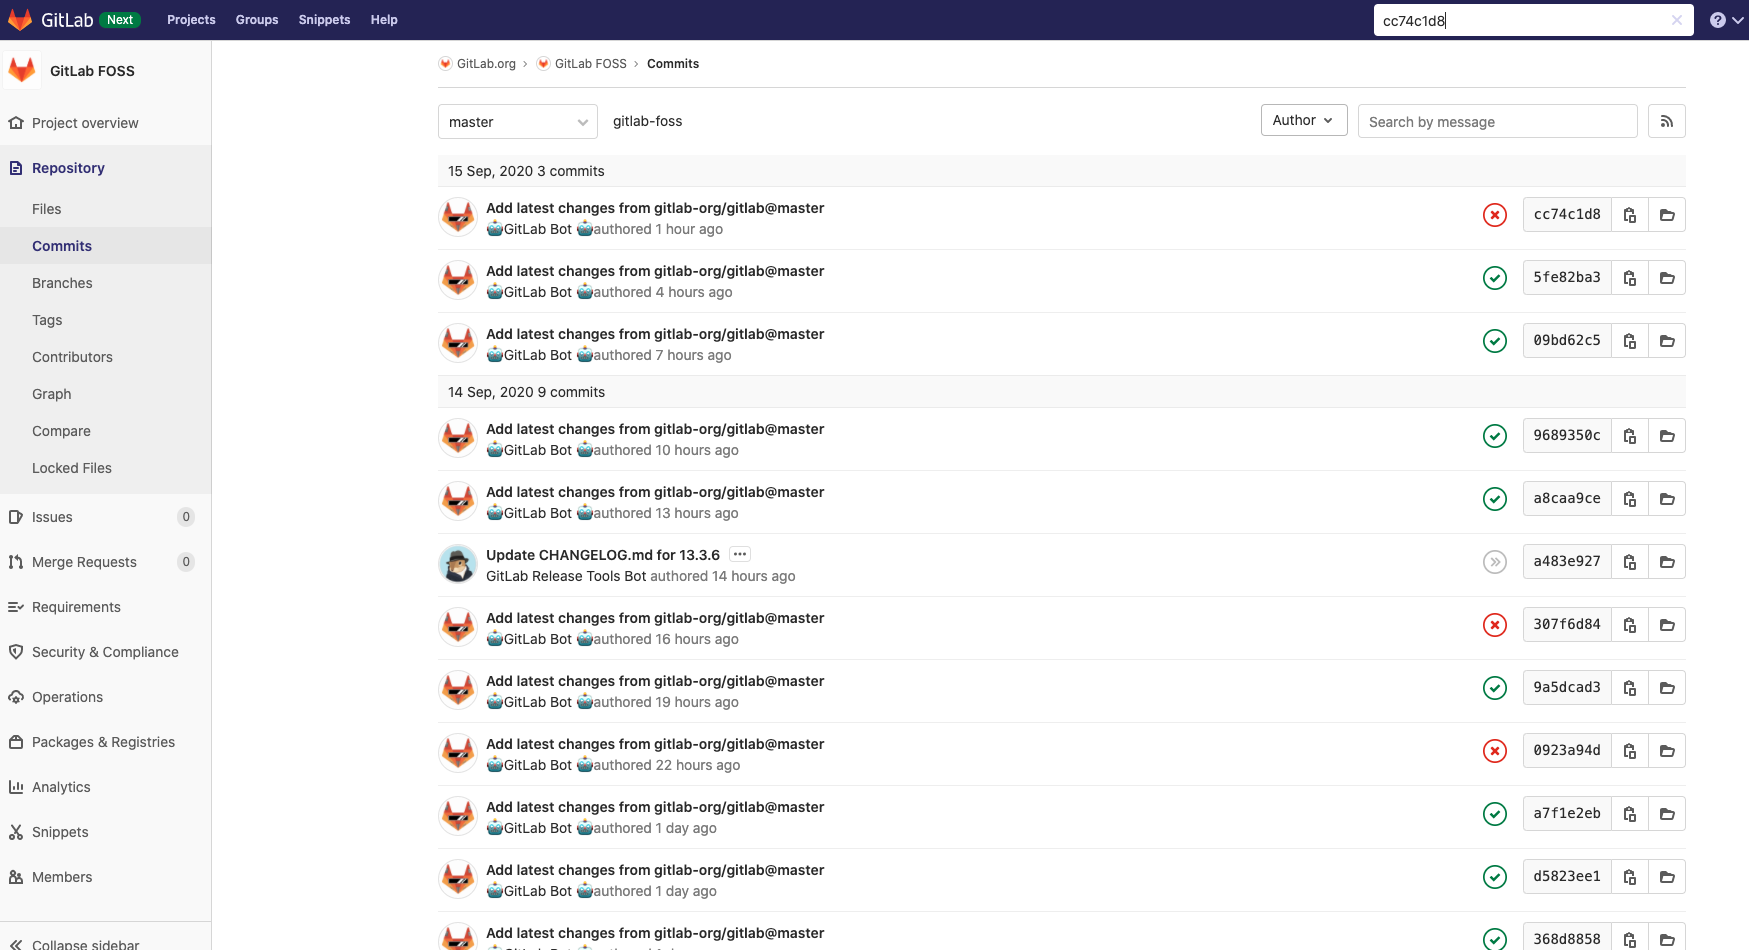 GitLab Next Projects Groups Snippets Help cc74c1d8
GitLab FOSS
Project overview
Repository
Files
Commits
Branches
Tags
Contributors
Graph
Compare
Locked Files
Issues 0
Merge Requests 0
Requirements
Security & Compliance
Operations
Packages & Registries
Analytics
Snippets
Members
Collapse sidebar
GitLab.org › GitLab FOSS › Commits
master gitlab-foss Author Search by message
15 Sep, 2020 3 commits
Add latest changes from gitlab-org/gitlab@master
GitLab Bot authored 1 hour ago
cc74c1d8
Add latest changes from gitlab-org/gitlab@master
GitLab Bot authored 4 hours ago
5fe82ba3
Add latest changes from gitlab-org/gitlab@master
GitLab Bot authored 7 hours ago
09bd62c5
14 Sep, 2020 9 commits
Add latest changes from gitlab-org/gitlab@master
GitLab Bot authored 10 hours ago
9689350c
Add latest changes from gitlab-org/gitlab@master
GitLab Bot authored 13 hours ago
a8caa9ce
Update CHANGELOG.md for 13.3.6
GitLab Release Tools Bot authored 14 hours ago
a483e927
Add latest changes from gitlab-org/gitlab@master
GitLab Bot authored 16 hours ago
307f6d84
Add latest changes from gitlab-org/gitlab@master
GitLab Bot authored 19 hours ago
9a5dcad3
Add latest changes from gitlab-org/gitlab@master
GitLab Bot authored 22 hours ago
0923a94d
Add latest changes from gitlab-org/gitlab@master
GitLab Bot authored 1 day ago
a7f1e2eb
Add latest changes from gitlab-org/gitlab@master
GitLab Bot authored 1 day ago
d5823ee1
Add latest changes from gitlab-org/gitlab@master
368d8858